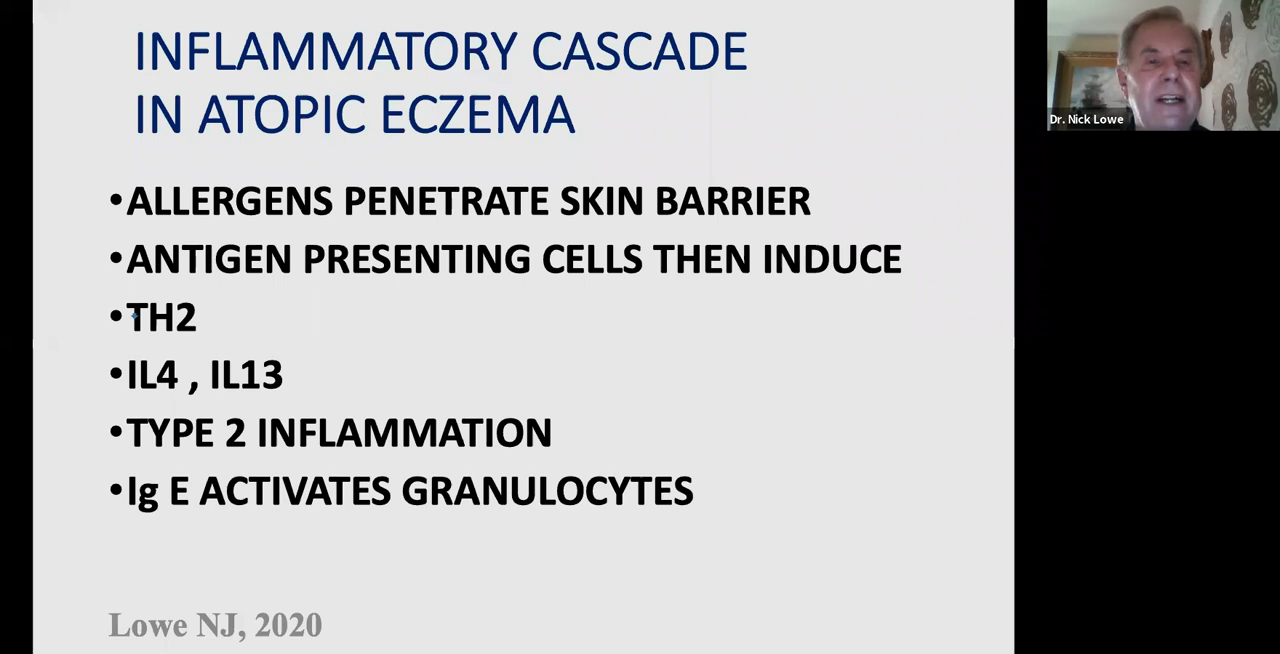 INFLAMMATORY CASCADE
IN ATOPIC ECZEMA
•ALLERGENS PENETRATE SKIN BARRIER
•ANTIGEN PRESENTING CELLS THEN INDUCE
•TH2
•IL4 , IL13
•TYPE 2 INFLAMMATION
•Ig E ACTIVATES GRANULOCYTES
Lowe NJ, 2020
Dr. Nick Lowe